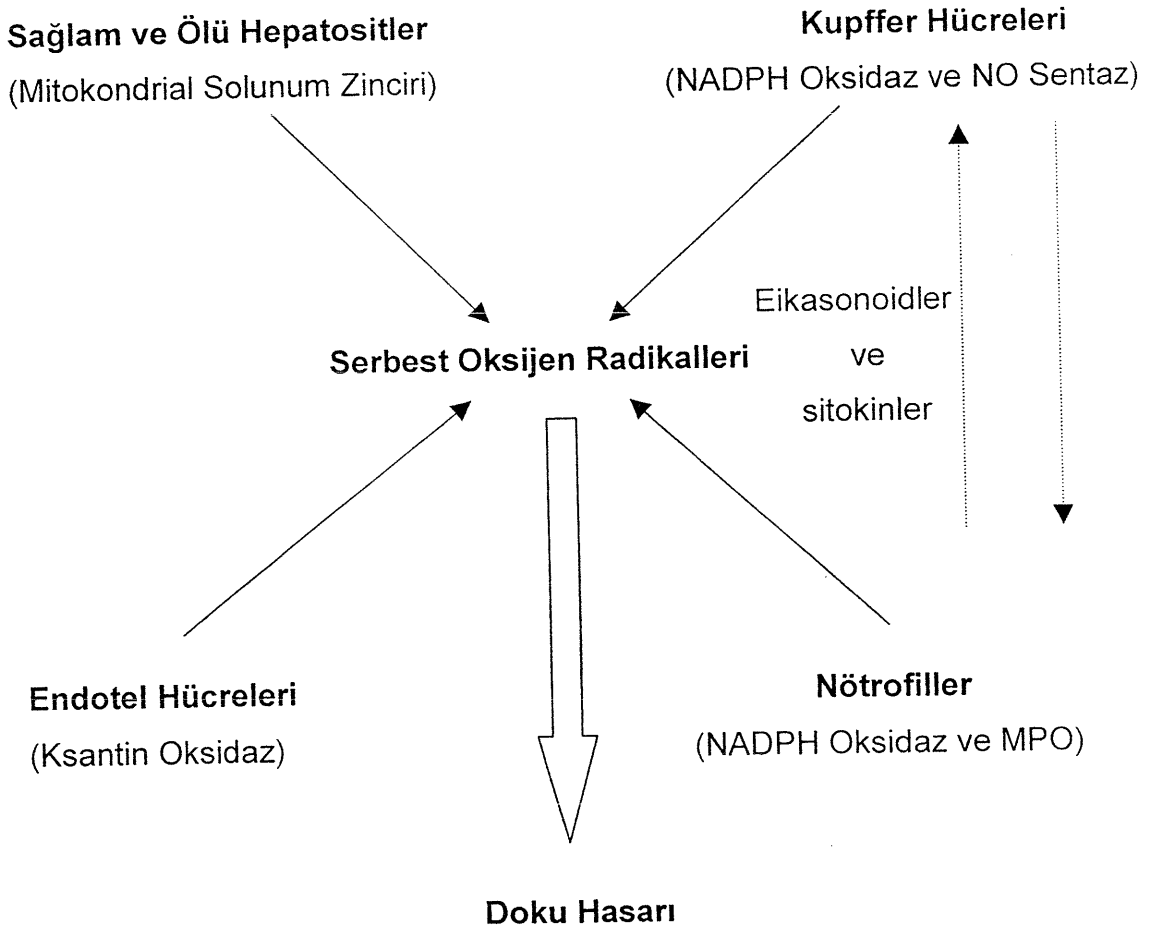 Sağlam ve Ölü Hepatositler
(Mitokondrial Solunum Zinciri)
Kupffer Hücreleri
(NADPH Oksidaz ve NO Sentaz)
Eikasonoidler
ve
sitokinler
Serbest Oksijen Radikalleri
Endotel Hücreleri
(Ksantin Oksidaz)
Nötrofiller
(NADPH Oksidaz ve MPO)
Doku Hasarı